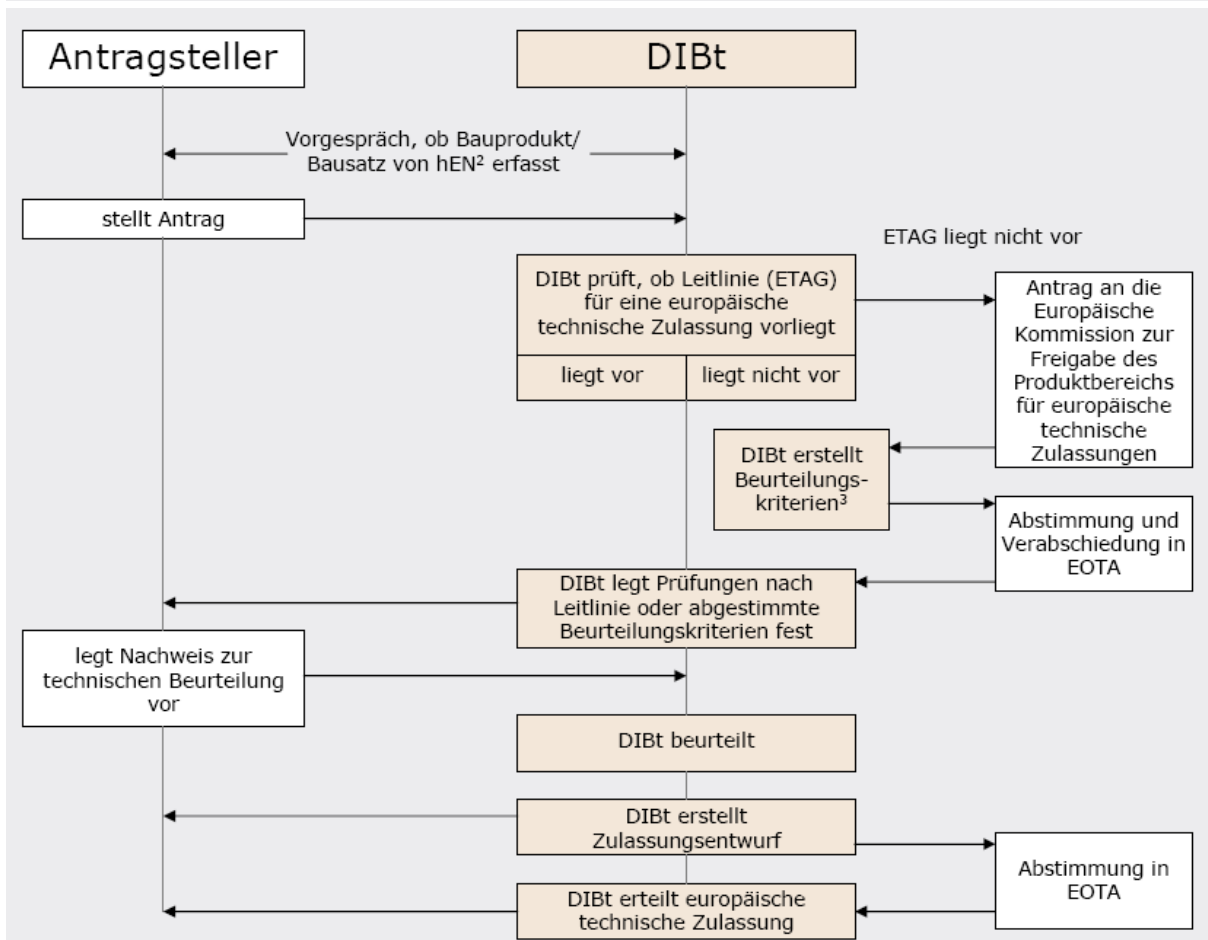 Antragsteller
DIBt
Vorgespräch, ob Bauprodukt/
Bausatz von hEN² erfasst
stellt Antrag
ETAG liegt nicht vor
DIBt prüft, ob Leitlinie (ETAG)
für eine europäische
technische Zulassung vorliegt
liegt vor
liegt nicht vor
Antrag an die
Europäische
Kommission zur
Freigabe des
Produktbereichs
für europäische
technische
Zulassungen
DIBt erstellt
Beurteilungs-
kriterien³
Abstimmung und
Verabschiedung in
EOTA
DIBt legt Prüfungen nach
Leitlinie oder abgestimmte
Beurteilungskriterien fest
legt Nachweis zur
technischen Beurteilung
vor
DIBt beurteilt
DIBt erstellt
Zulassungsentwurf
Abstimmung in
EOTA
DIBt erteilt europäische
technische Zulassung